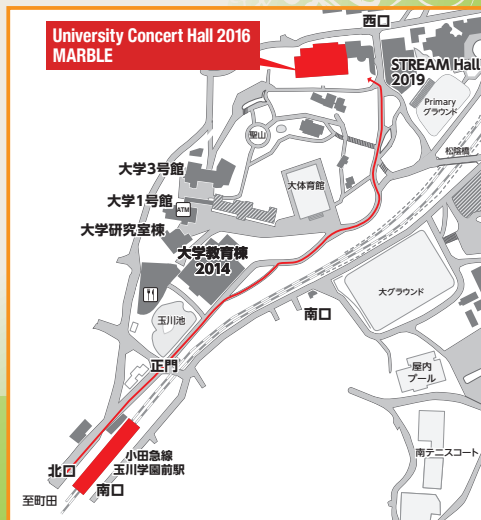 西口
University Concert Hall 2016
MARBLE
STREAM Hall
2019
Primary
グラウンド
松陰橋
聖山
大学3号館
大体育館
大学1号館
ATM
大学研究室棟
大学教育棟
2014
大グラウンド
南口
玉川池
正門
屋内
プール
小田急線
玉川学園前駅
南テニスコート
北口
南口
至町田